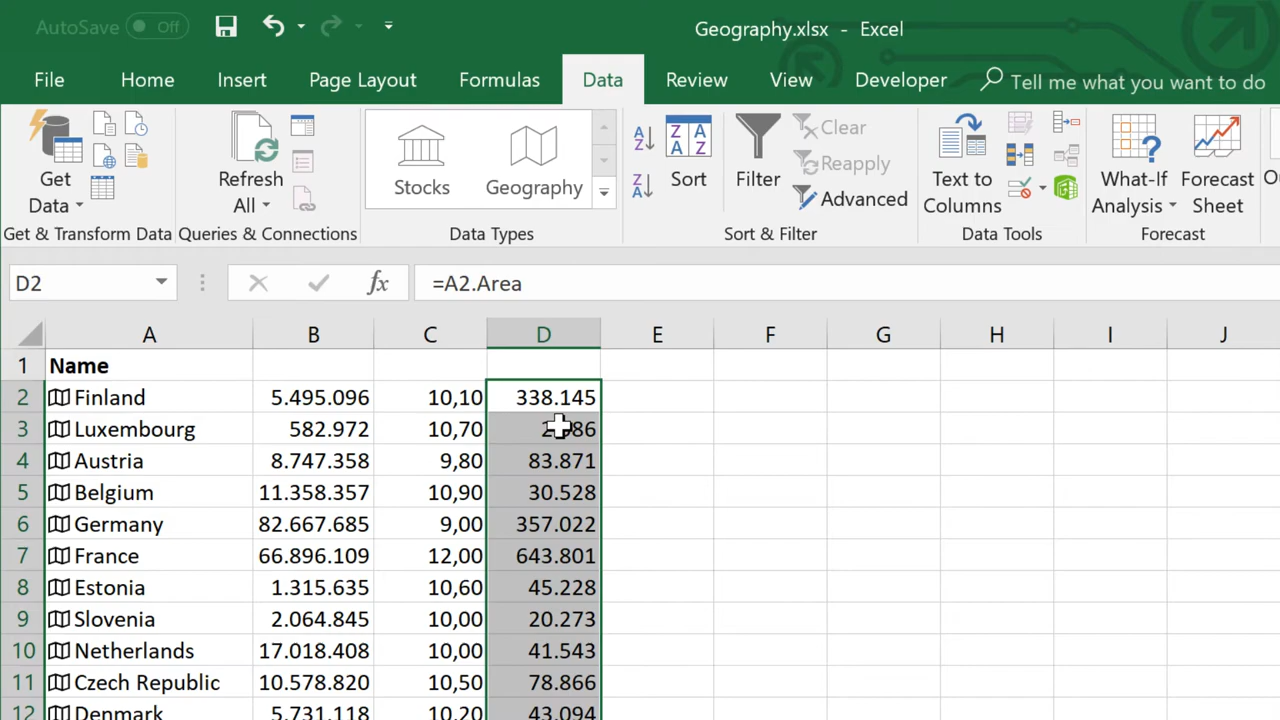 AutoSave Off
Geography.xlsx - Excel
File Home Insert Page Layout Formulas Data Review View Developer Tell me what you want to do
Get Data
Refresh All
Stocks
Geography
Sort
Filter
Clear
Reapply
Advanced
Text to Columns
What-If Analysis
Forecast Sheet
Get & Transform Data Queries & Connections Data Types Sort & Filter Data Tools Forecast
D2 fx =A2.Area
A B C D E F G H I J
1 Name
2 Finland 5.495.096 10,10 338.145
3 Luxembourg 582.972 10,70
4 Austria 8.747.358 9,80 83.871
5 Belgium 11.358.357 10,90 30.528
6 Germany 82.667.685 9,00 357.022
7 France 66.896.109 12,00 643.801
8 Estonia 1.315.635 10,60 45.228
9 Slovenia 2.064.845 10,00 20.273
10 Netherlands 17.018.408 10,00 41.543
11 Czech Republic 10.578.820 10,50 78.866
12 Denmark 5.731.118 10,20 43.094